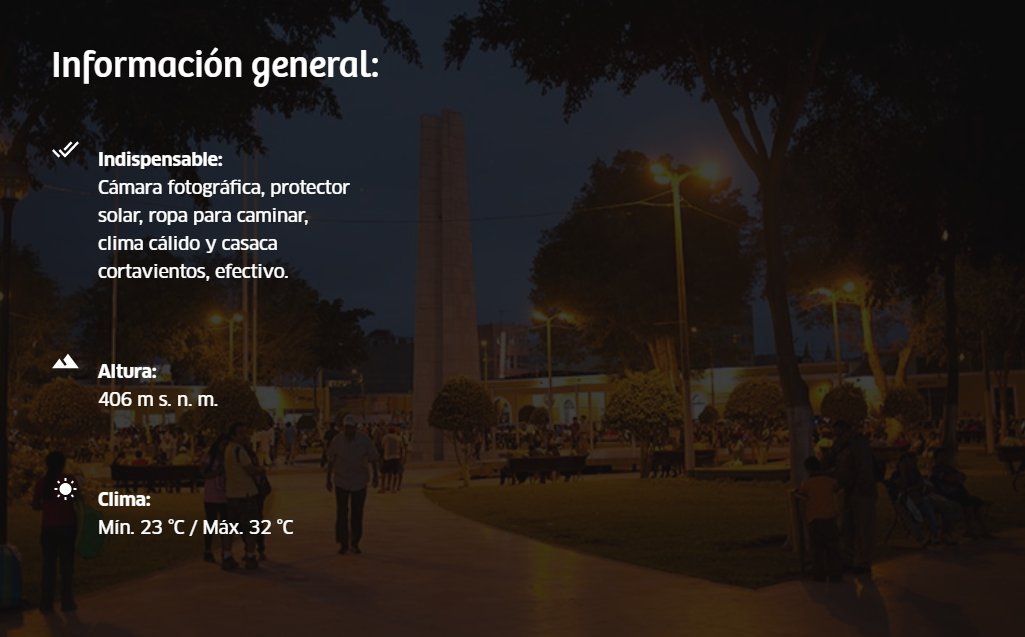 Información general:
Indispensable:
Cámara fotográfica, protector
solar, ropa para caminar,
clima cálido y casaca
cortavientos, efectivo.
Altura:
406 m s. n. m.
Clima:
Mín. 23 °C / Máx. 32 °C